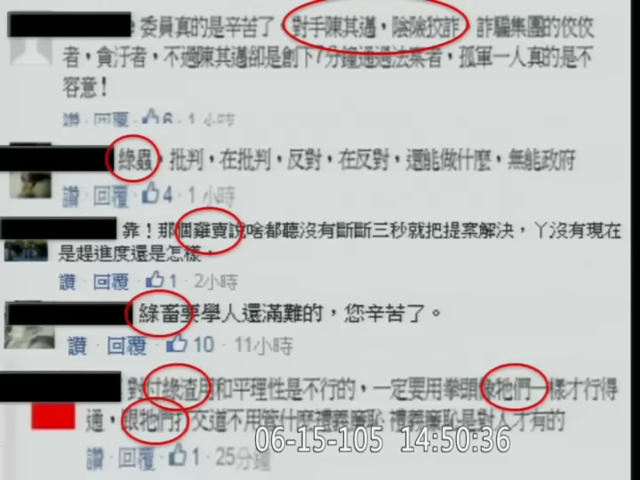 委員真的是辛苦了，對手陳其邁，陰險狡詐，詐騙集團的佼佼
者，貪汙者，不過陳其邁卻是創下7分鐘通過法案者，孤軍一人真的是不
容意！
讚 · 回覆 · 6 · 1 小時
綠蟲，批判，在批判，反對，在反對，還能做什麼，無能政府
讚 · 回覆 · 4 · 1 小時
靠！那個雞賣說啥都聽沒有斷斷三秒就把提案解決，丫沒有現在
是趕進度還是怎樣，
讚 · 回覆 · 1 · 2小時
綠畜要學人還滿難的，您辛苦了。
讚 · 回覆 · 10 · 11小時
對付綠渣用和平理性是不行的，一定要用拳頭像牠們一樣才行得
通，跟牠們打交道不用管什麼禮義廉恥 禮義廉恥是對人才有的
讚 · 回覆 · 1 · 25分鐘
06-15-105 14:50:36